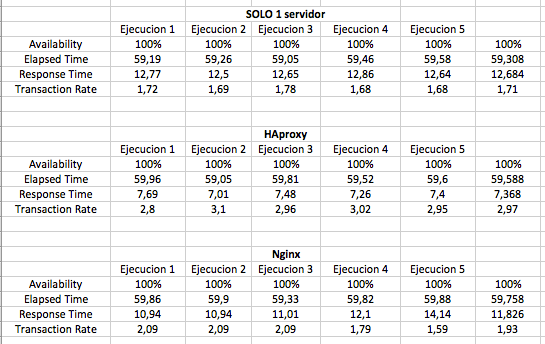 SOLO 1 servidor
Ejecucion 1 Ejecucion 2 Ejecucion 3 Ejecucion 4 Ejecucion 5
Availability 100% 100% 100% 100% 100% 100%
Elapsed Time 59,19 59,26 59,05 59,46 59,58 59,308
Response Time 12,77 12,5 12,65 12,86 12,64 12,684
Transaction Rate 1,72 1,69 1,78 1,68 1,68 1,71
HAproxy
Ejecucion 1 Ejecucion 2 Ejecucion 3 Ejecucion 4 Ejecucion 5
Availability 100% 100% 100% 100% 100% 100%
Elapsed Time 59,96 59,05 59,81 59,52 59,6 59,588
Response Time 7,69 7,01 7,48 7,26 7,4 7,368
Transaction Rate 2,8 3,1 2,96 3,02 2,95 2,97
Nginx
Ejecucion 1 Ejecucion 2 Ejecucion 3 Ejecucion 4 Ejecucion 5
Availability 100% 100% 100% 100% 100% 100%
Elapsed Time 59,86 59,9 59,33 59,82 59,88 59,758
Response Time 10,94 10,94 11,01 12,1 14,14 11,826
Transaction Rate 2,09 2,09 2,09 1,79 1,59 1,93